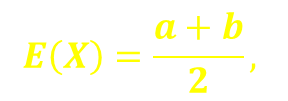 E(X) = (a + b)/2,